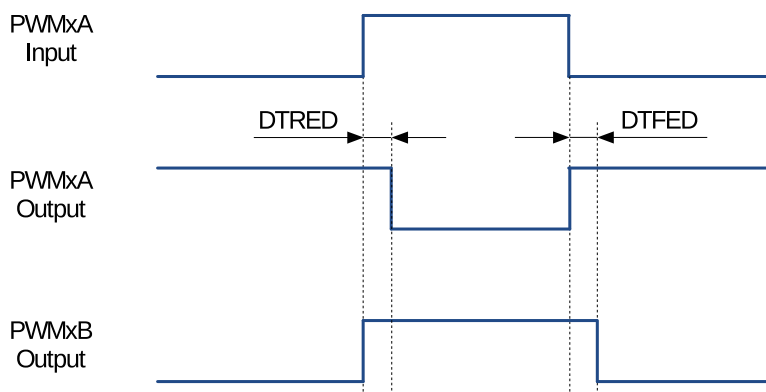 PWMxA
Input
DTRED
DTFED
PWMxA
Output
PWMxB
Output